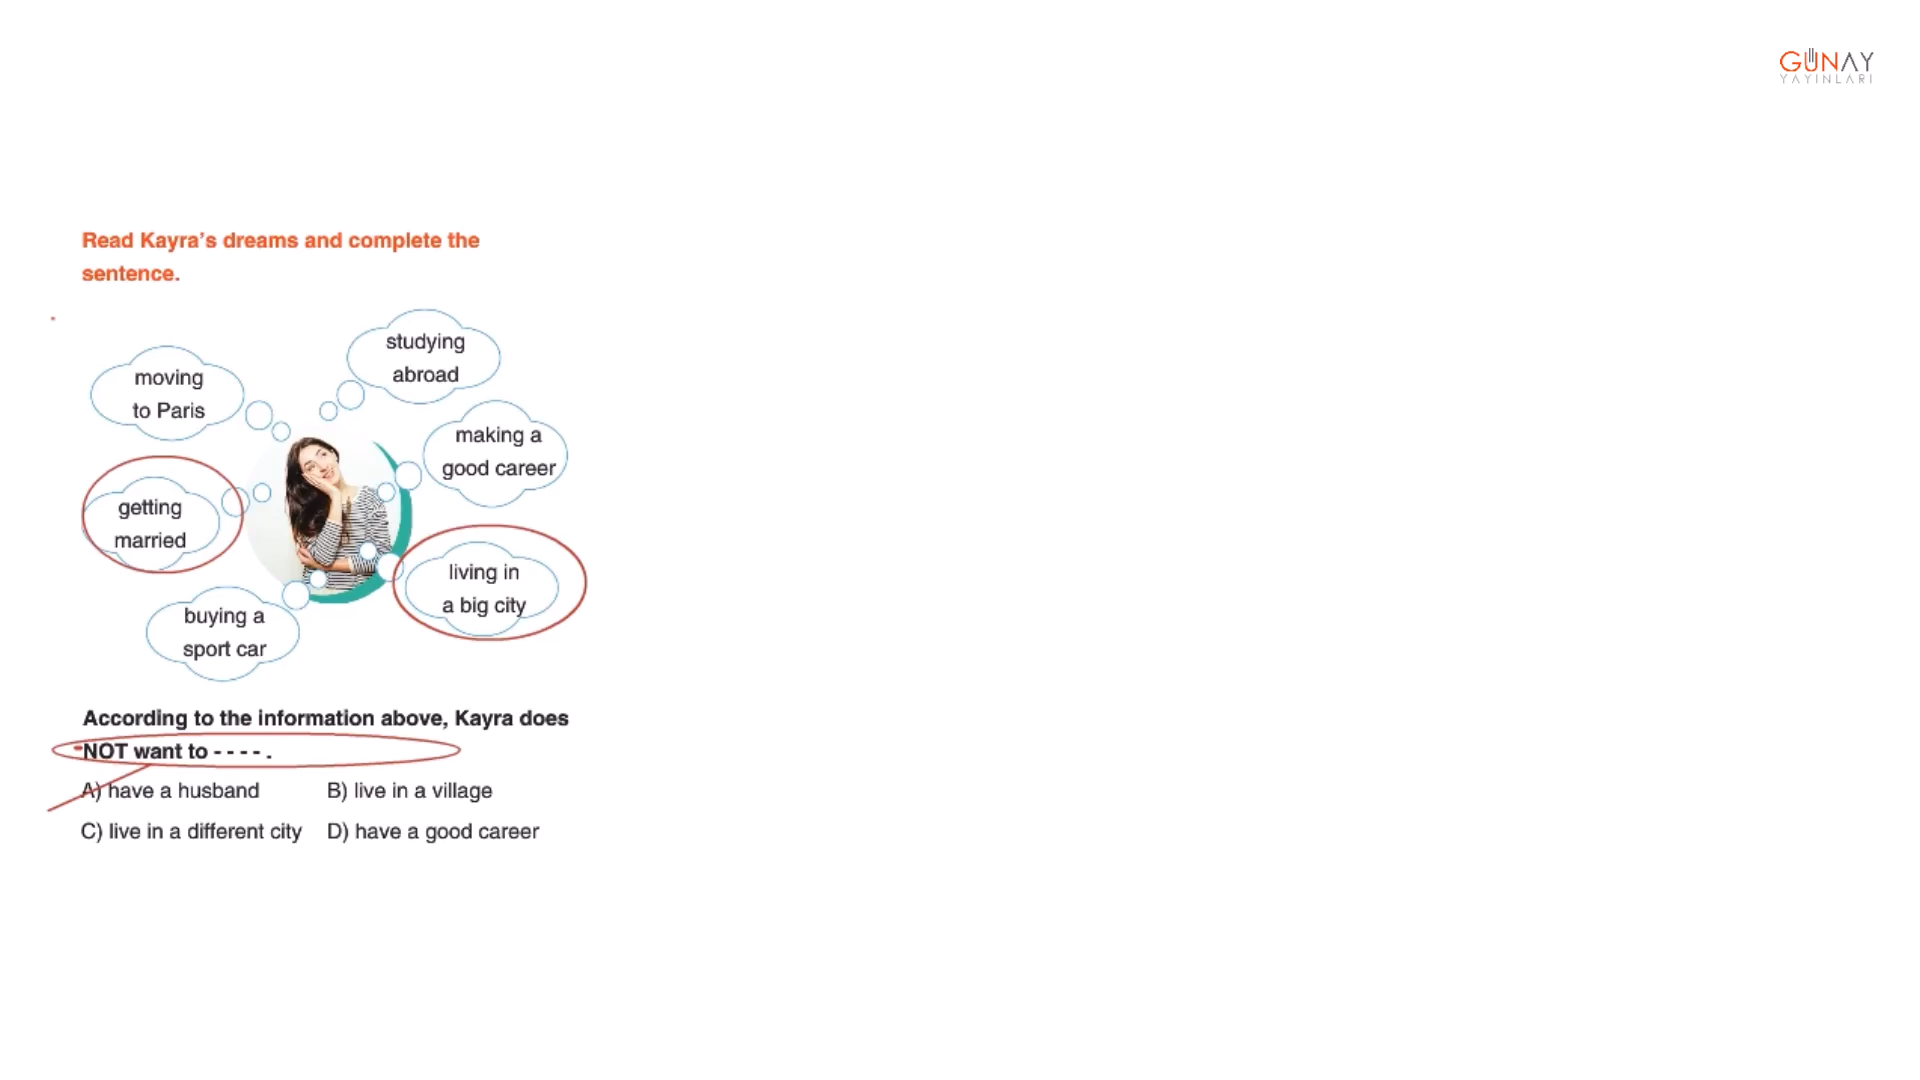 GÜNAY
YAYINLARI
Read Kayra's dreams and complete the
sentence.
studying
abroad
moving
to Paris
making a
good career
getting
married
living in
a big city
buying a
sport car
According to the information above, Kayra does
NOT want to - - - - .
A) have a husband
B) live in a village
C) live in a different city
D) have a good career